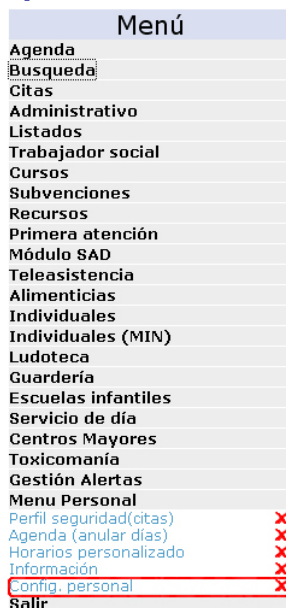 Menú
Agenda
Busqueda
Citas
Administrativo
Listados
Trabajador social
Cursos
Subvenciones
Recursos
Primera atención
Módulo SAD
Teleasistencia
Alimenticias
Individuales
Individuales (MIN)
Ludoteca
Guardería
Escuelas infantiles
Servicio de día
Centros Mayores
Toxicomanía
Gestión Alertas
Menu Personal
Perfil seguridad(citas)
Agenda (anular días)
Horarios personalizado
Información
Config. personal
Salir